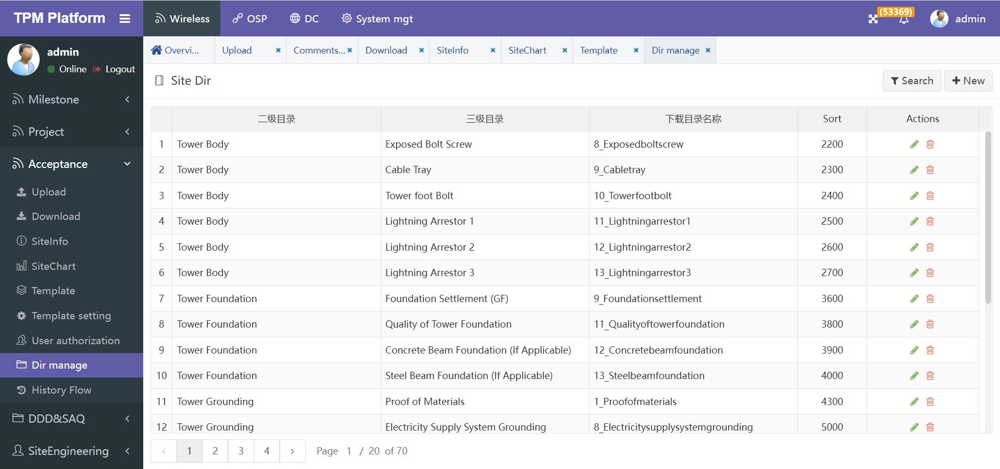 TPM Platform
Wireless
OSP
DC
System mgt
(53369)
admin
admin
Online
Logout
Milestone
Project
Acceptance
Upload
Download
SiteInfo
SiteChart
Template
Template setting
User authorization
Dir manage
History Flow
DDD&SAQ
SiteEngineering
Overvi...
Upload
Comments...
Download
SiteInfo
SiteChart
Template
Dir manage
Site Dir
Search
New
二级目录 三级目录 下载目录名称 Sort Actions
1 Tower Body Exposed Bolt Screw 8_Exposedboltscrew 2200
2 Tower Body Cable Tray 9_Cabletray 2300
3 Tower Body Tower foot Bolt 10_Towerfootbolt 2400
4 Tower Body Lightning Arrestor 1 11_Lightningarrestor1 2500
5 Tower Body Lightning Arrestor 2 12_Lightningarrestor2 2600
6 Tower Body Lightning Arrestor 3 13_Lightningarrestor3 2700
7 Tower Foundation Foundation Settlement (GF) 9_Foundationsettlement 3600
8 Tower Foundation Quality of Tower Foundation 11_Qualityoftowerfoundation 3800
9 Tower Foundation Concrete Beam Foundation (If Applicable) 12_Concretebeamfoundation 3900
10 Tower Foundation Steel Beam Foundation (If Applicable) 13_Steelbeamfoundation 4000
11 Tower Grounding Proof of Materials 1_Proofofmaterials 4300
12 Tower Grounding Electricity Supply System Grounding 8_Electricitysupplysystemgrounding 5000
1 2 3 4 Page 1 / 20 of 70